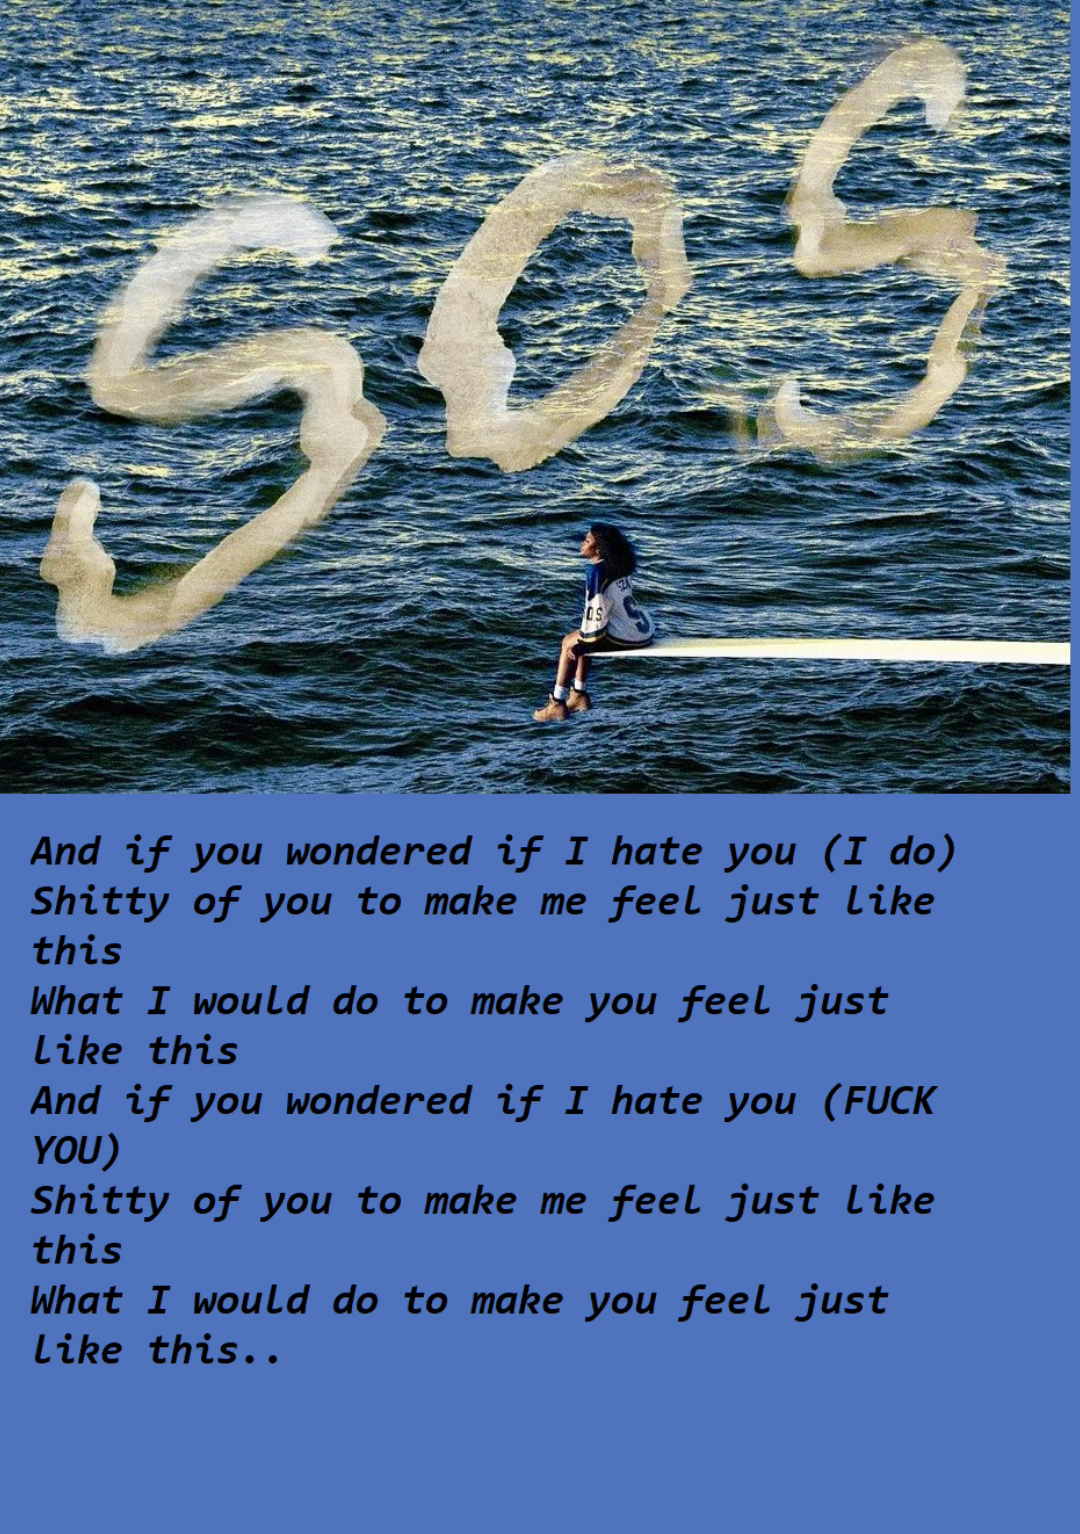 SOS
OS
S
And if you wondered if I hate you (I do)
Shitty of you to make me feel just like
this
What I would do to make you feel just
like this
And if you wondered if I hate you (FUCK
YOU)
Shitty of you to make me feel just like
this
What I would do to make you feel just
like this..